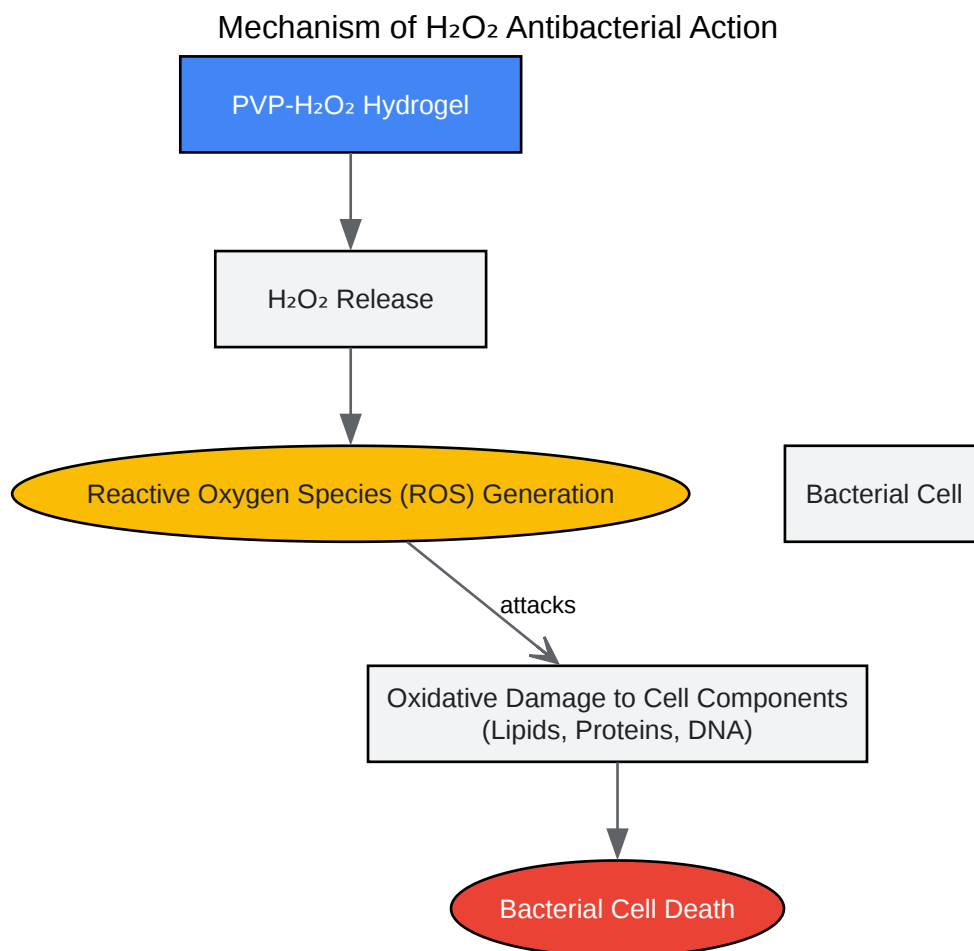 Mechanism of H₂O₂ Antibacterial Action
PVP-H₂O₂ Hydrogel
H₂O₂ Release
Reactive Oxygen Species (ROS) Generation
Bacterial Cell
attacks
Oxidative Damage to Cell Components
(Lipids, Proteins, DNA)
Bacterial Cell Death